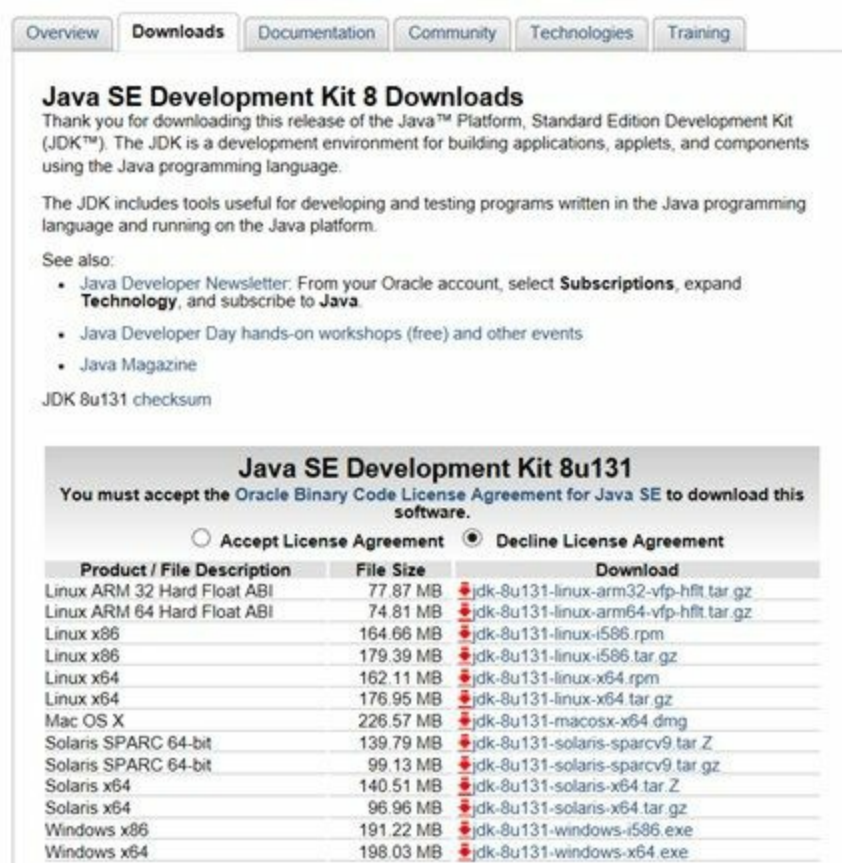 Overview Downloads Documentation Community Technologies Training
Java SE Development Kit 8 Downloads
Thank you for downloading this release of the Java™ Platform, Standard Edition Development Kit
(JDK™). The JDK is a development environment for building applications, applets, and components
using the Java programming language.
The JDK includes tools useful for developing and testing programs written in the Java programming
language and running on the Java platform.
See also:
• Java Developer Newsletter: From your Oracle account, select Subscriptions, expand
Technology, and subscribe to Java.
• Java Developer Day hands-on workshops (free) and other events
• Java Magazine
JDK 8u131 checksum
Java SE Development Kit 8u131
You must accept the Oracle Binary Code License Agreement for Java SE to download this
software.
Accept License Agreement Decline License Agreement
Product / File Description File Size Download
Linux ARM 32 Hard Float ABI 77.87 MB jdk-8u131-linux-arm32-vfp-hflt.tar.gz
Linux ARM 64 Hard Float ABI 74.81 MB jdk-8u131-linux-arm64-vfp-hflt.tar.gz
Linux x86 164.66 MB jdk-8u131-linux-i586.rpm
Linux x86 179.39 MB jdk-8u131-linux-i586.tar.gz
Linux x64 162.11 MB jdk-8u131-linux-x64.rpm
Linux x64 176.95 MB jdk-8u131-linux-x64.tar.gz
Mac OS X 226.57 MB jdk-8u131-macosx-x64.dmg
Solaris SPARC 64-bit 139.79 MB jdk-8u131-solaris-sparcv9.tar.Z
Solaris SPARC 64-bit 99.13 MB jdk-8u131-solaris-sparcv9.tar.gz
Solaris x64 140.51 MB jdk-8u131-solaris-x64.tar.Z
Solaris x64 96.96 MB jdk-8u131-solaris-x64.tar.gz
Windows x86 191.22 MB jdk-8u131-windows-i586.exe
Windows x64 198.03 MB jdk-8u131-windows-x64.exe